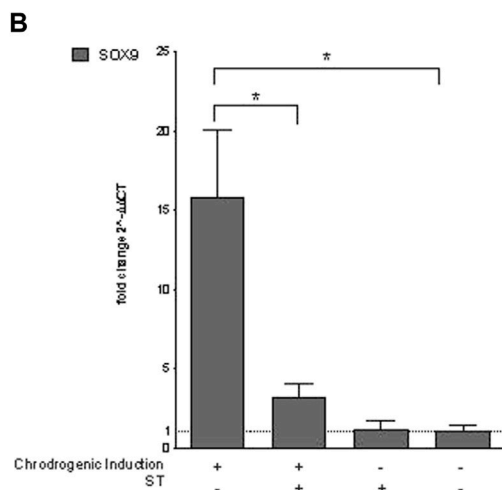 B
SOX9
*
*
fold change 2^-ΔΔCT
25
20
15
10
5
1
0
Chrodrogenic Induction + + - -
ST - + + -